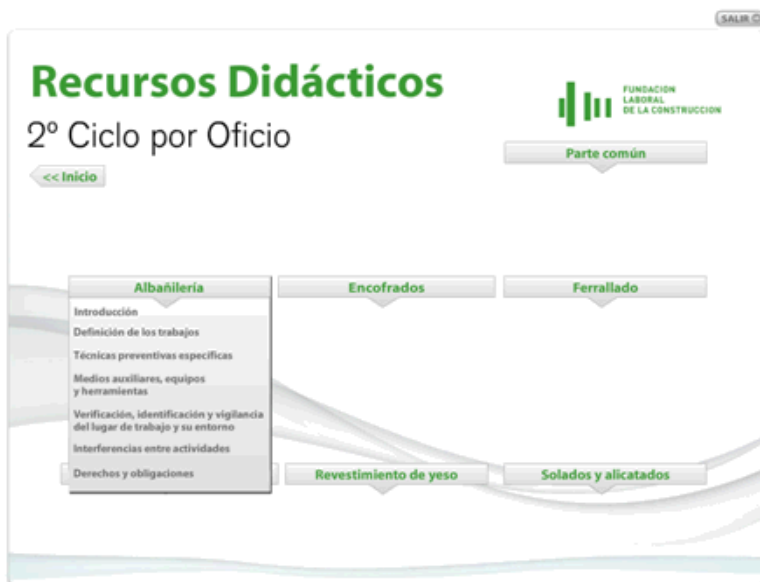 SALIR
Recursos Didácticos
FUNDACION
LABORAL
DE LA CONSTRUCCION
2º Ciclo por Oficio
Parte común
<< Inicio
Albañilería
Encofrados
Ferrallado
Introducción
Definición de los trabajos
Técnicas preventivas específicas
Medios auxiliares, equipos
y herramientas
Verificación, identificación y vigilancia
del lugar de trabajo y su entorno
Interferencias entre actividades
Derechos y obligaciones
Revestimiento de yeso
Solados y alicatados